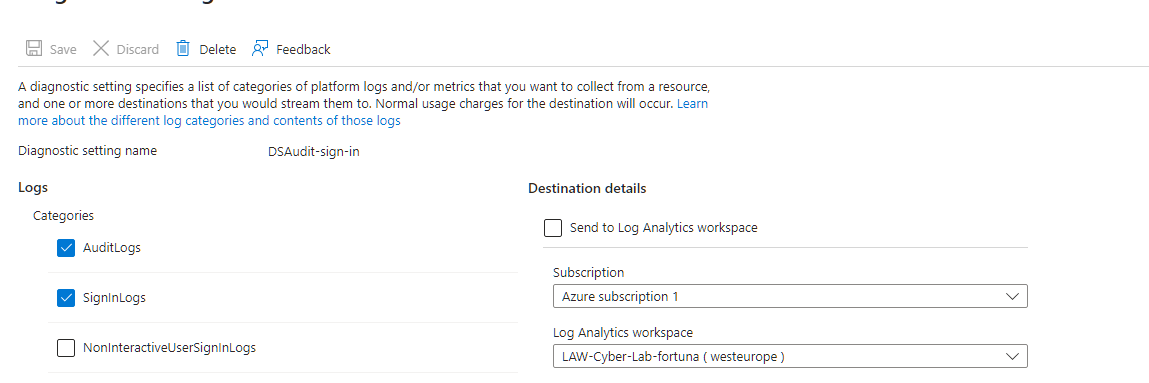 Save Discard Delete Feedback
A diagnostic setting specifies a list of categories of platform logs and/or metrics that you want to collect from a resource,
and one or more destinations that you would stream them to. Normal usage charges for the destination will occur. Learn
more about the different log categories and contents of those logs
Diagnostic setting name DSAudit-sign-in
Logs
Categories
AuditLogs
SignInLogs
NonInteractiveUserSignInLogs
Destination details
Send to Log Analytics workspace
Subscription
Azure subscription 1
Log Analytics workspace
LAW-Cyber-Lab-fortuna ( westeurope )